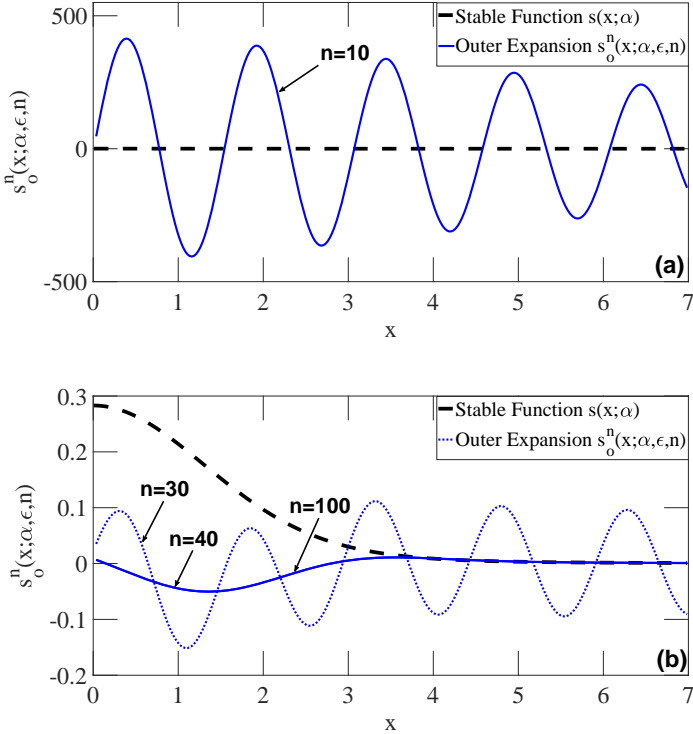 500
0
-500
s_o^n(x;α,ϵ,n)
Stable Function s(x;α)
Outer Expansion s_o^n(x;α,ϵ,n)
n=10
(a)
0 1 2 3 4 5 6 7
x
0.3
0.2
0.1
0
-0.1
-0.2
s_o^n(x;α,ϵ,n)
Stable Function s(x;α)
Outer Expansion s_o^n(x;α,ϵ,n)
n=30
n=100
n=40
(b)
0 1 2 3 4 5 6 7
x